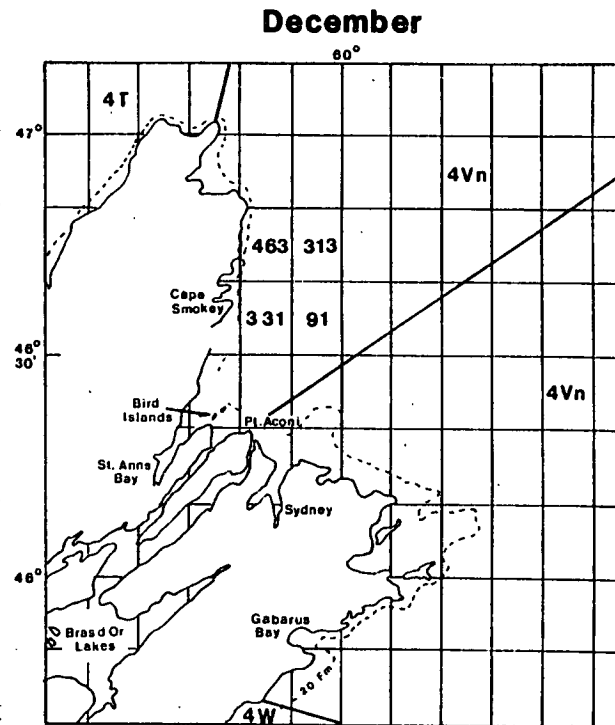 December
60°
4T
47°
4Vn
463 313
Cape
Smokey
331 91
46°
30'
4Vn
Bird
Islands
Pt. Aconi
St. Anns
Bay
Sydney
46°
Gabarus
Bay
Bras d Or
Lakes
20 Fm
4W